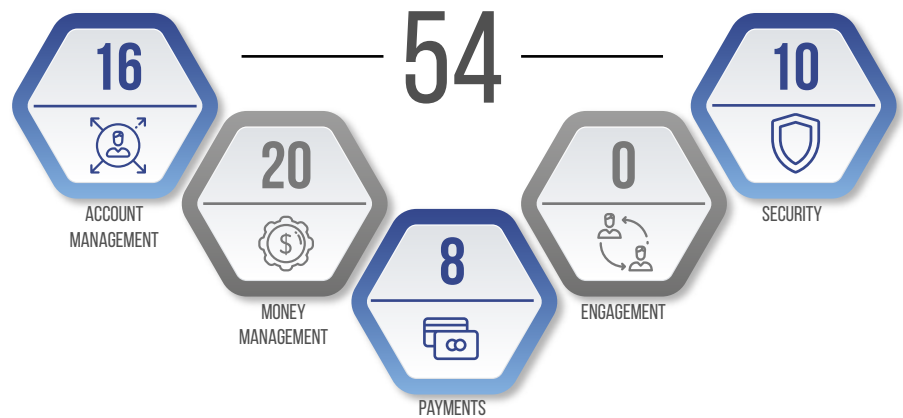 54
16
ACCOUNT
MANAGEMENT
20
MONEY
MANAGEMENT
8
PAYMENTS
0
ENGAGEMENT
10
SECURITY